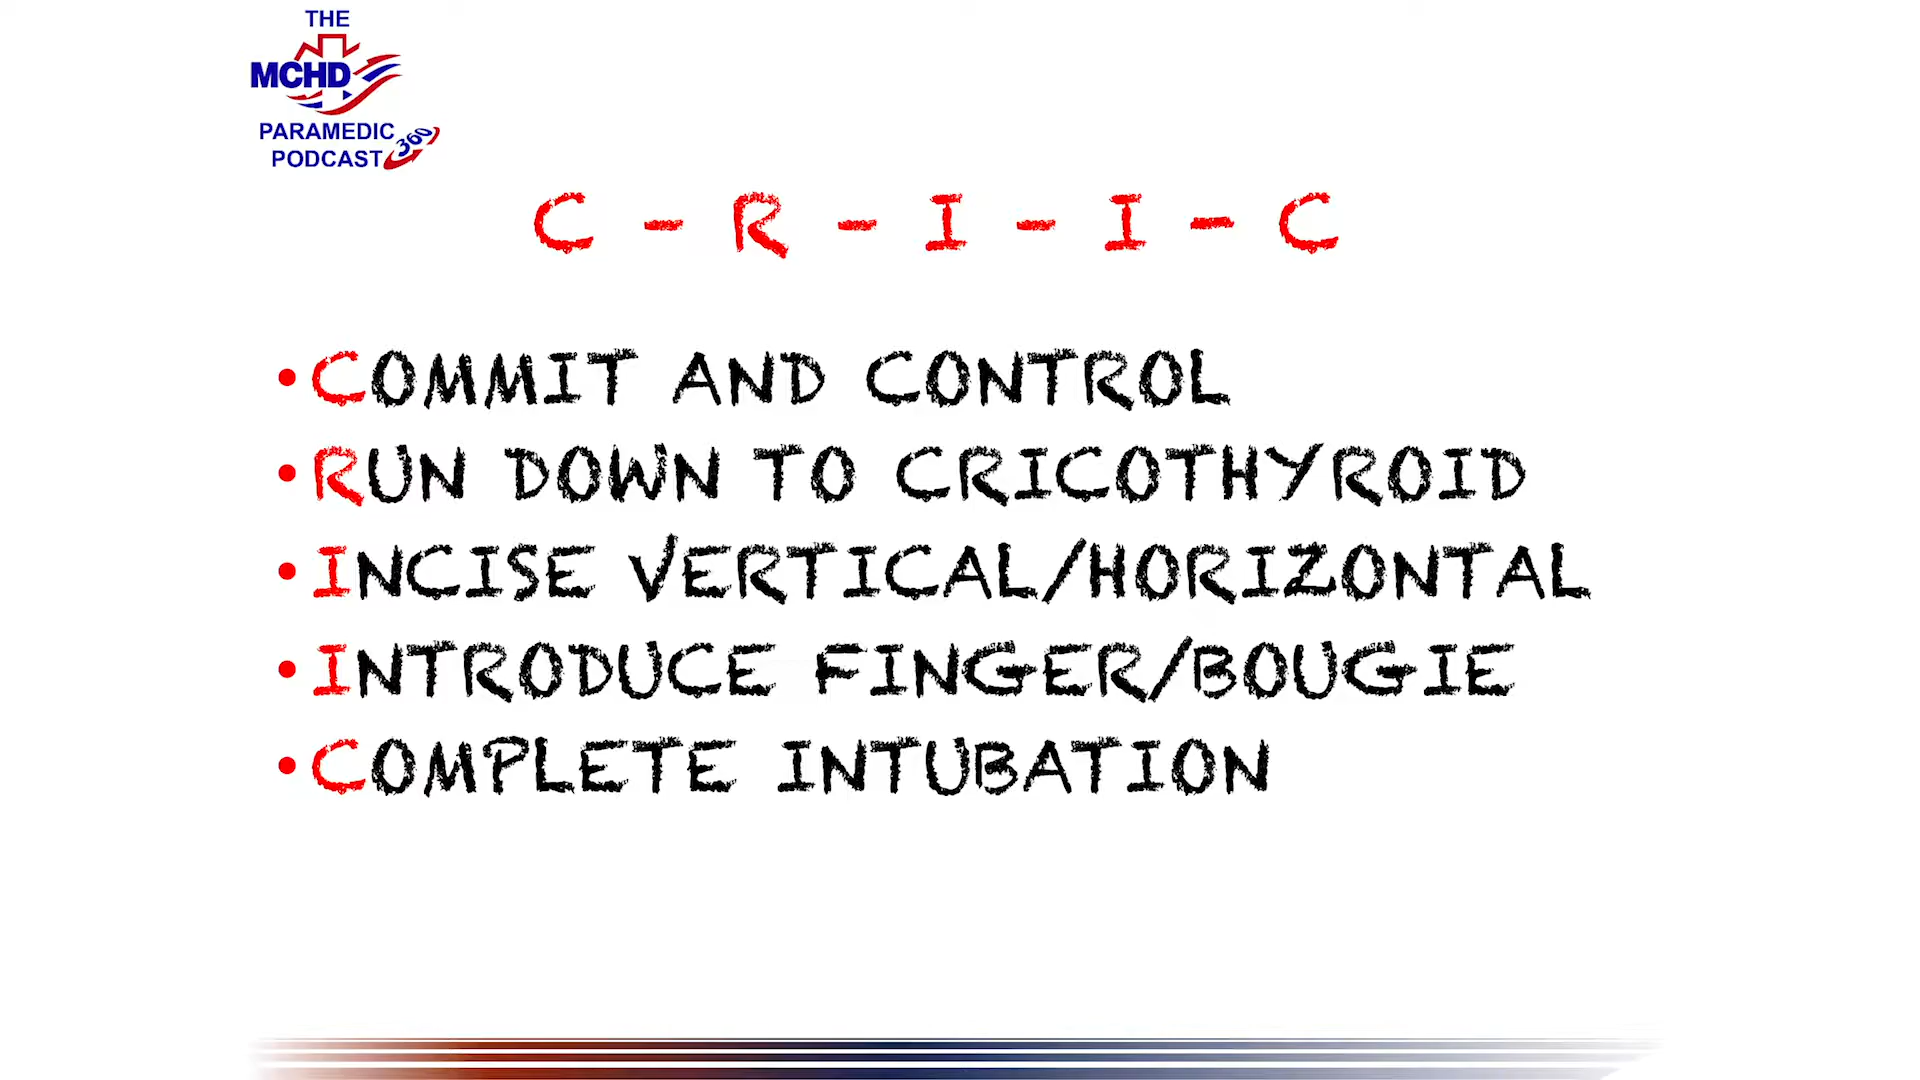 THE
MCHD
PARAMEDIC
PODCAST 360
C - R - I - I - C
• COMMIT AND CONTROL
• RUN DOWN TO CRICOTHYROID
• INCISE VERTICAL/HORIZONTAL
• INTRODUCE FINGER/BOUGIE
• COMPLETE INTUBATION